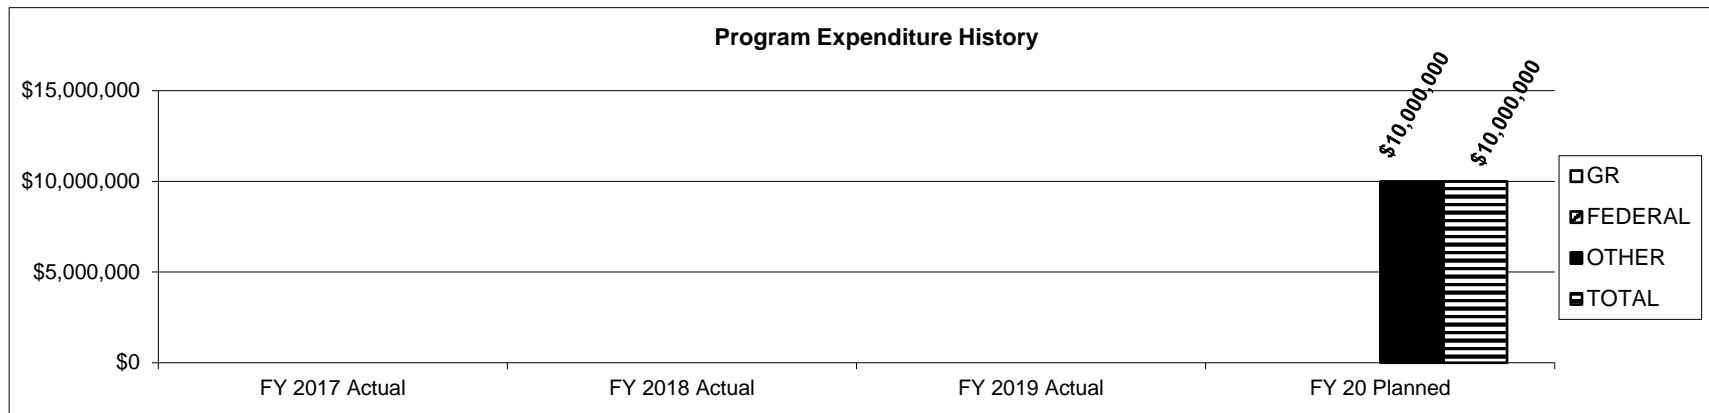 Program Expenditure History
$15,000,000
$10,000,000
$5,000,000
$0
$10,000,000
$10,000,000
FY 2017 Actual
FY 2018 Actual
FY 2019 Actual
FY 20 Planned
GR
FEDERAL
OTHER
TOTAL